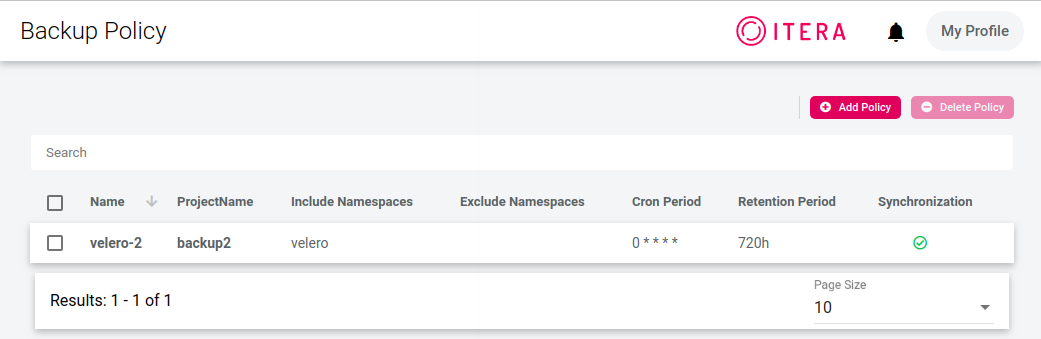 Backup Policy
ITERA
My Profile
Add Policy
Delete Policy
Search
Name ProjectName Include Namespaces Exclude Namespaces Cron Period Retention Period Synchronization
velero-2 backup2 velero 0 * * * * 720h
Results: 1 - 1 of 1
Page Size
10